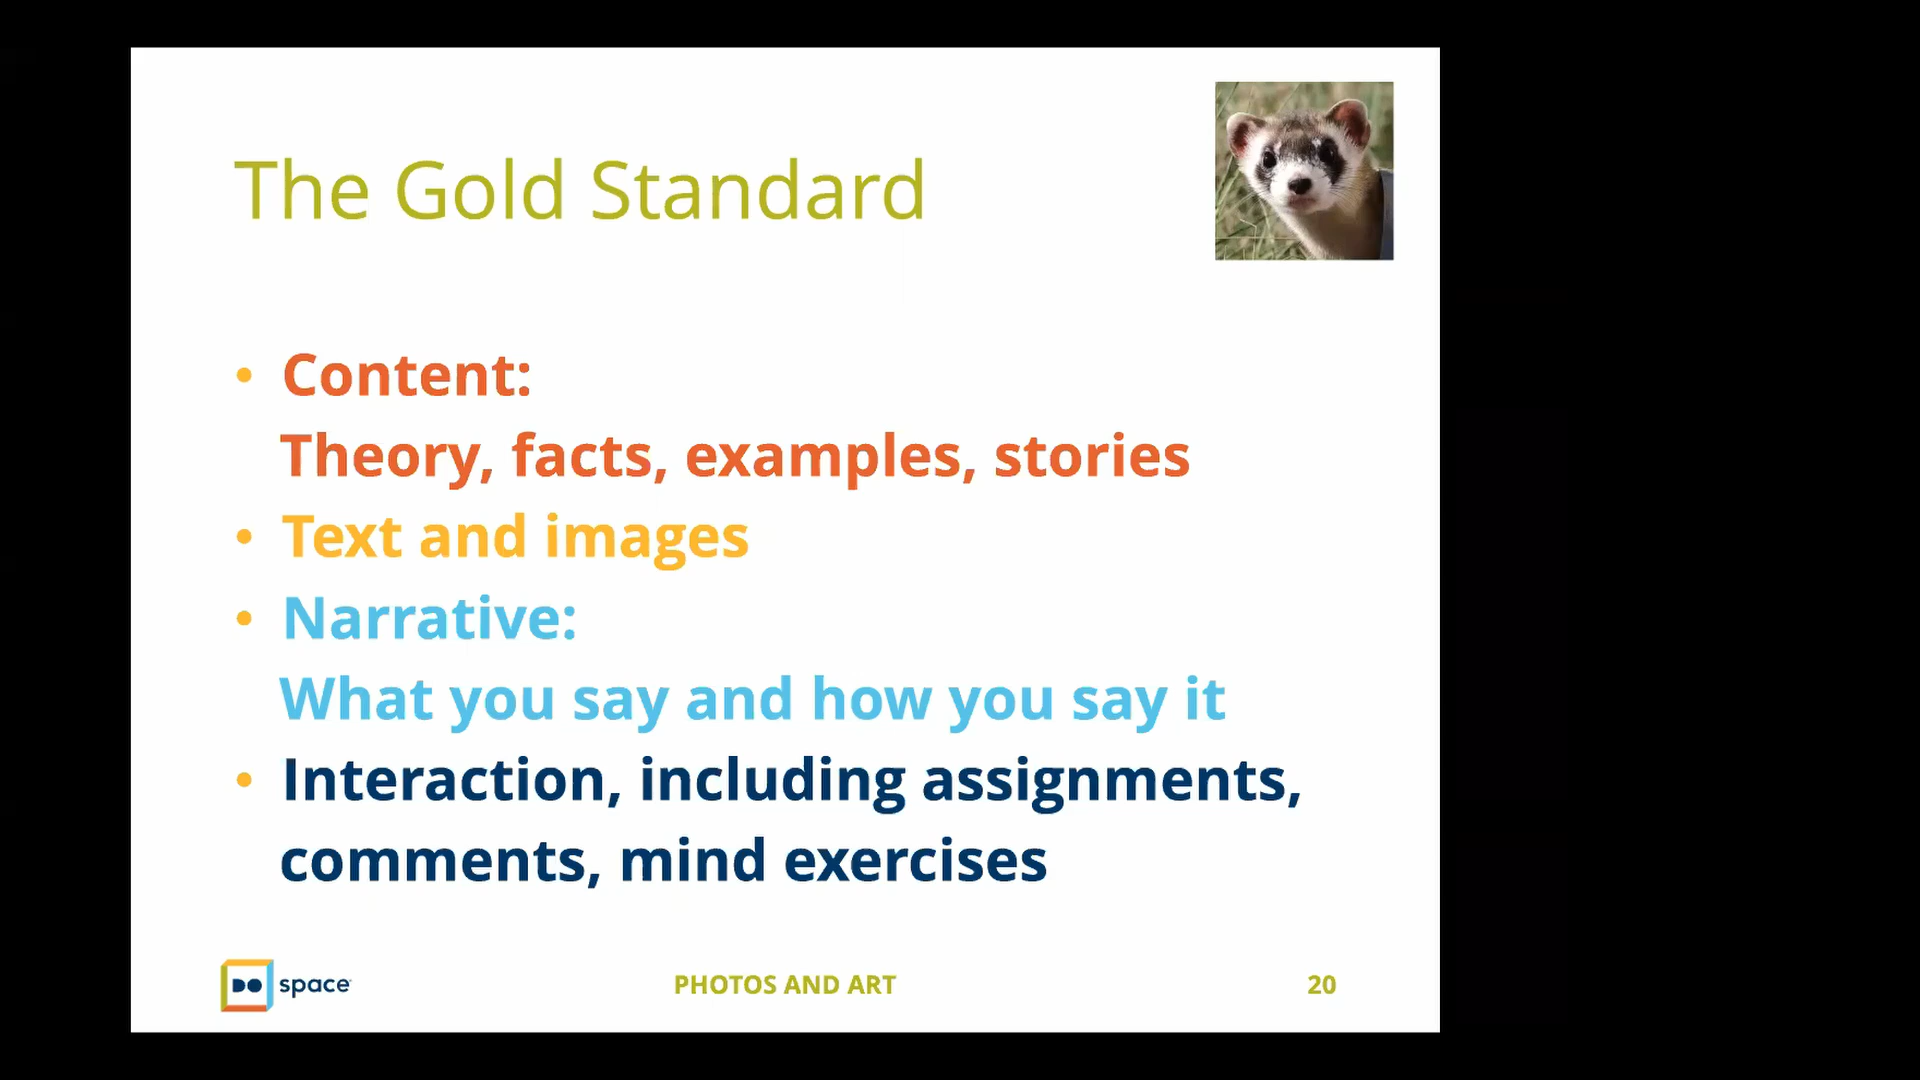 The Gold Standard
• Content:
Theory, facts, examples, stories
• Text and images
• Narrative:
What you say and how you say it
• Interaction, including assignments,
comments, mind exercises
DO space
PHOTOS AND ART
20